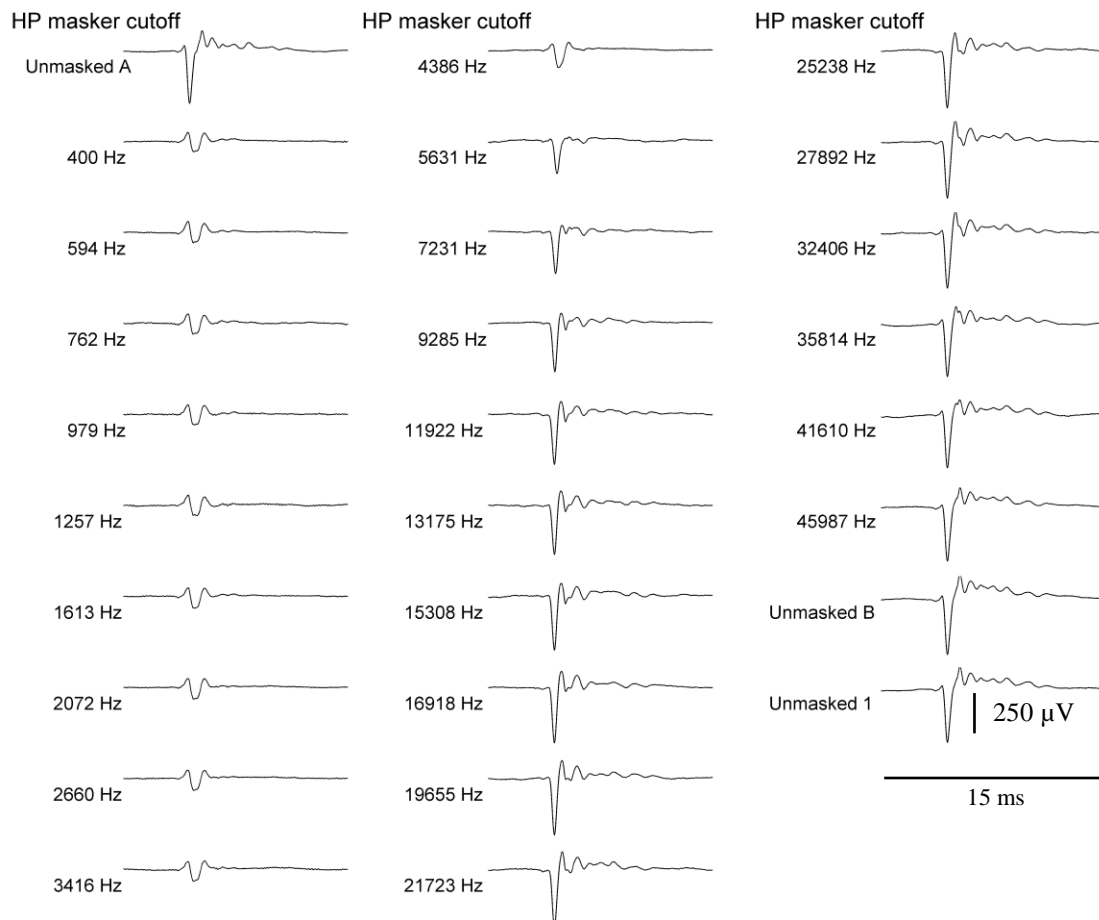 HP masker cutoff
Unmasked A
400 Hz
594 Hz
762 Hz
979 Hz
1257 Hz
1613 Hz
2072 Hz
2660 Hz
3416 Hz
HP masker cutoff
4386 Hz
5631 Hz
7231 Hz
9285 Hz
11922 Hz
13175 Hz
15308 Hz
16918 Hz
19655 Hz
21723 Hz
HP masker cutoff
25238 Hz
27892 Hz
32406 Hz
35814 Hz
41610 Hz
45987 Hz
Unmasked B
Unmasked 1
250 µV
15 ms